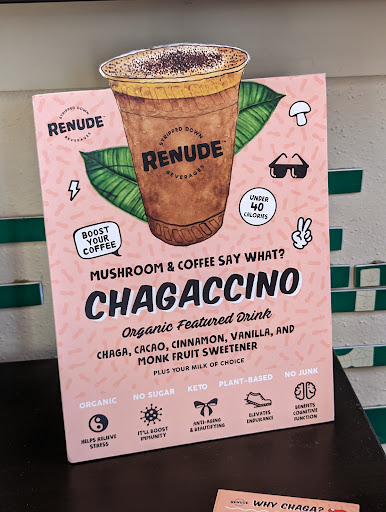 STRIPPED DOWN
RENUDE™
BEVERAGES
STRIPPED DOWN
RENUDE™
BEVERAGES
UNDER
40
CALORIES
BOOST
YOUR
COFFEE
MUSHROOM & COFFEE SAY WHAT?
CHAGACCINO
Organic Featured Drink
CHAGA, CACAO, CINNAMON, VANILLA, AND
MONK FRUIT SWEETENER
PLUS YOUR MILK OF CHOICE
ORGANIC NO SUGAR KETO PLANT-BASED NO JUNK
HELPS RELIEVE
STRESS
IT'LL BOOST
IMMUNITY
ANTI-AGING
& BEAUTIFYING
ELEVATES
ENDURANCE
BENEFITS
COGNITIVE
FUNCTION
RENUDE WHY CHAGA?